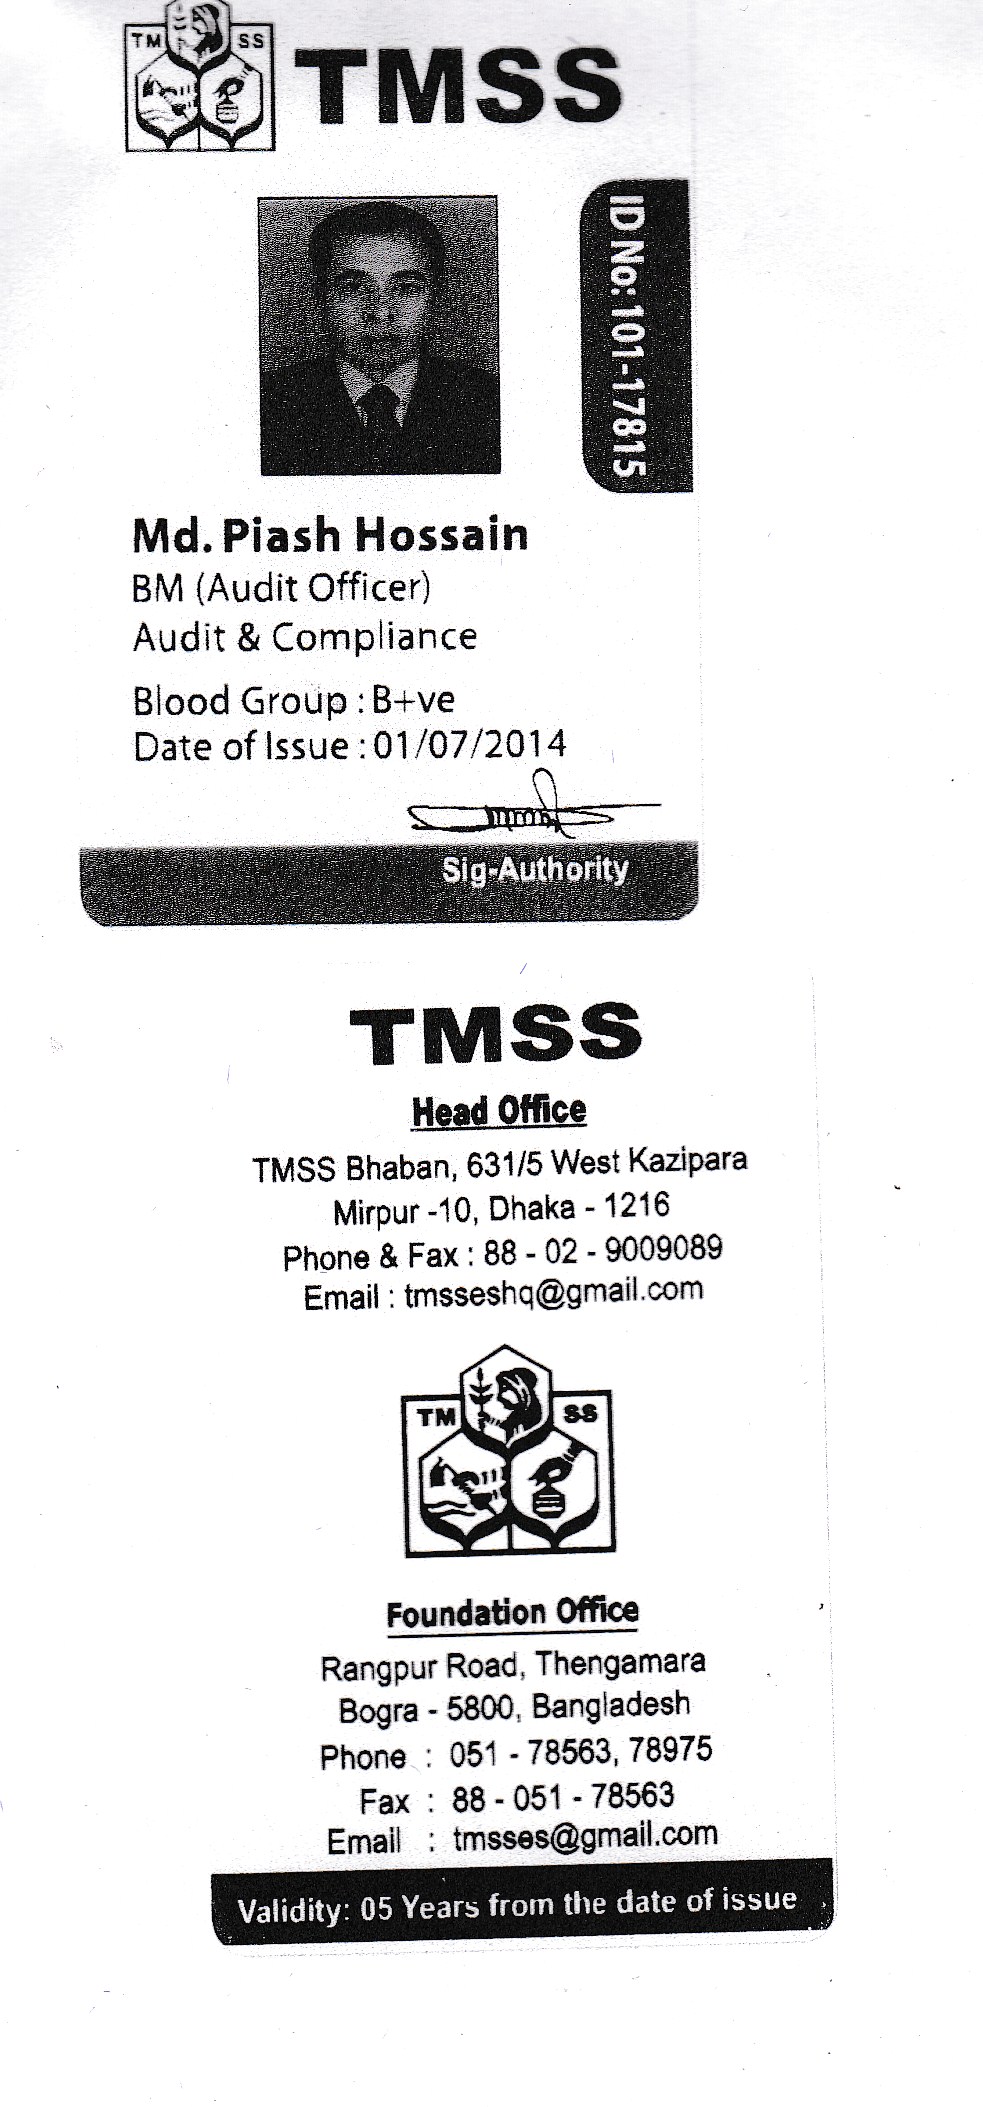 TM SS
TMSS
ID No: 101-17815
Md. Piash Hossain
BM (Audit Officer)
Audit & Compliance
Blood Group : B+ve
Date of Issue : 01/07/2014
Sig-Authority
TMSS
Head Office
TMSS Bhaban, 631/5 West Kazipara
Mirpur -10, Dhaka - 1216
Phone & Fax : 88 - 02 - 9009089
Email : tmsseshq@gmail.com
TM SS
Foundation Office
Rangpur Road, Thengamara
Bogra - 5800, Bangladesh
Phone : 051 - 78563, 78975
Fax : 88 - 051 - 78563
Email : tmsses@gmail.com
Validity: 05 Years from the date of issue